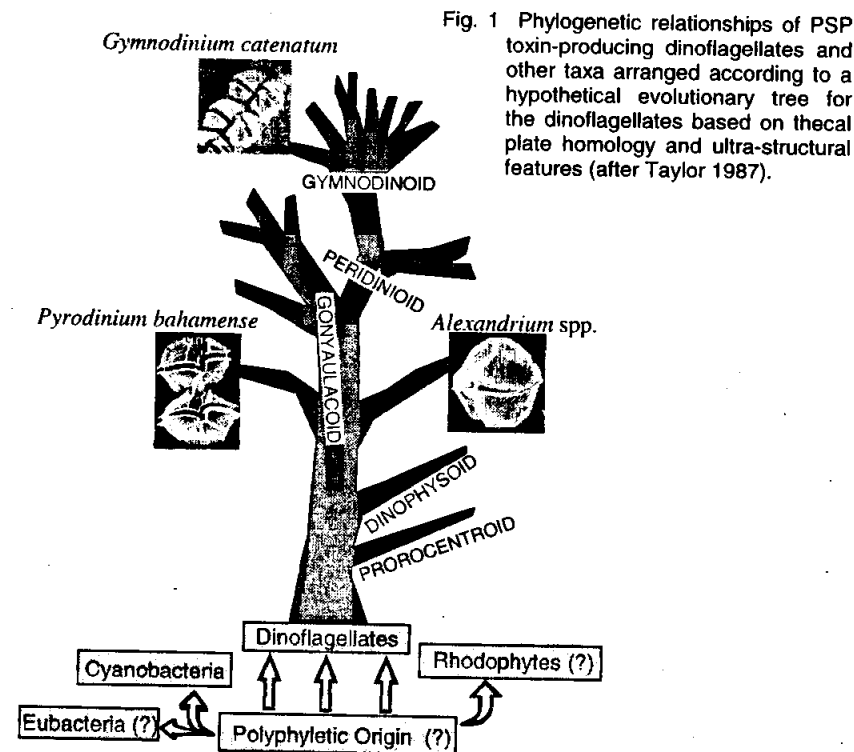 Fig. 1 Phylogenetic relationships of PSP
toxin-producing dinoflagellates and
other taxa arranged according to a
hypothetical evolutionary tree for
the dinoflagellates based on thecal
plate homology and ultra-structural
features (after Taylor 1987).
Gymnodinium catenatum
GYMNODINOID
PERIDINIOID
GONYAULACOID
Pyrodinium bahamense
Alexandrium spp.
DINOPHYSOID
PROROCENTROID
Dinoflagellates
Cyanobacteria
Rhodophytes (?)
Eubacteria (?)
Polyphyletic Origin (?)